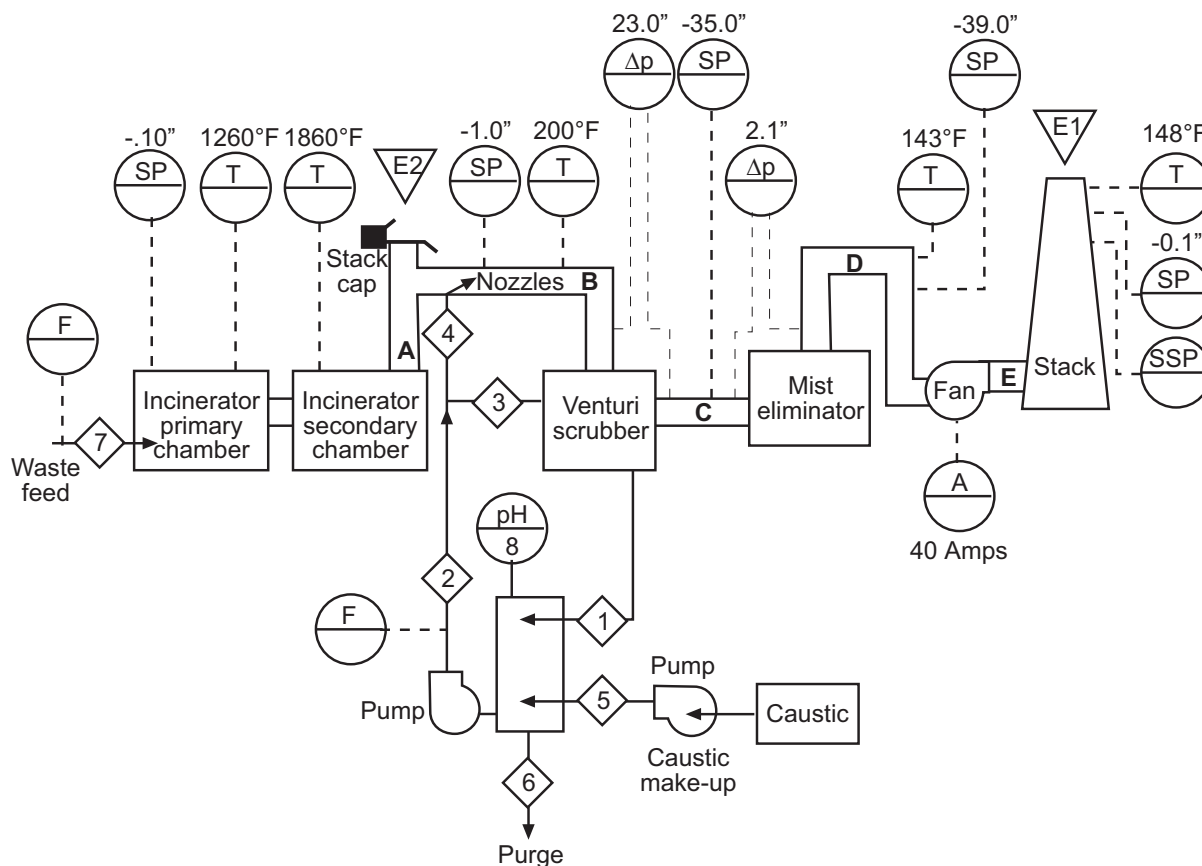 23.0”
-35.0”
-39.0”
Δp
SP
SP
-.10”
1260°F
1860°F
-1.0”
200°F
2.1”
143°F
148°F
E2
E1
SP
T
T
SP
T
Δp
T
T
Stack
cap
Nozzles
B
D
-0.1”
SP
F
4
A
SSP
Incinerator
primary
chamber
Incinerator
secondary
chamber
3
Venturi
scrubber
C
Mist
eliminator
Fan
E
Stack
7
Waste
feed
A
40 Amps
pH
8
2
F
1
Pump
Pump
5
Caustic
Caustic
make-up
6
Purge